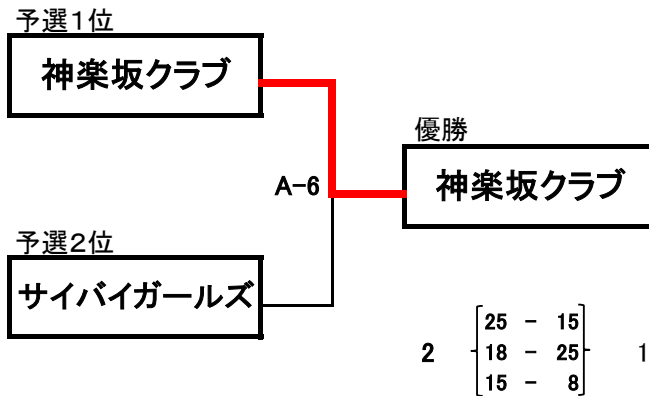 予選1位
神楽坂クラブ
優勝
神楽坂クラブ
A-6
予選2位
サイバイガールズ
25 - 15
2 18 - 25 1
15 - 8